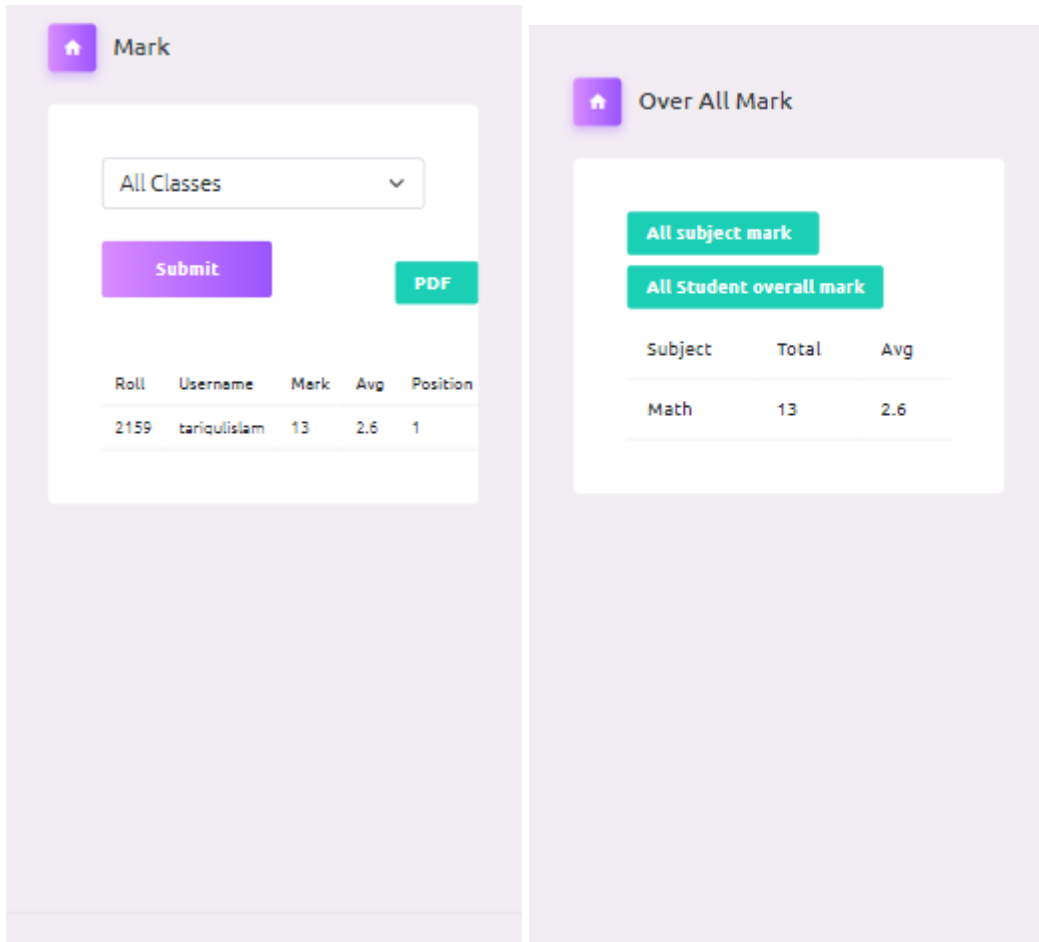 Mark
All Classes
Submit
PDF
Roll Username Mark Avg Position
2159 tariqulislam 13 2.6 1
Over All Mark
All subject mark
All Student overall mark
Subject Total Avg
Math 13 2.6